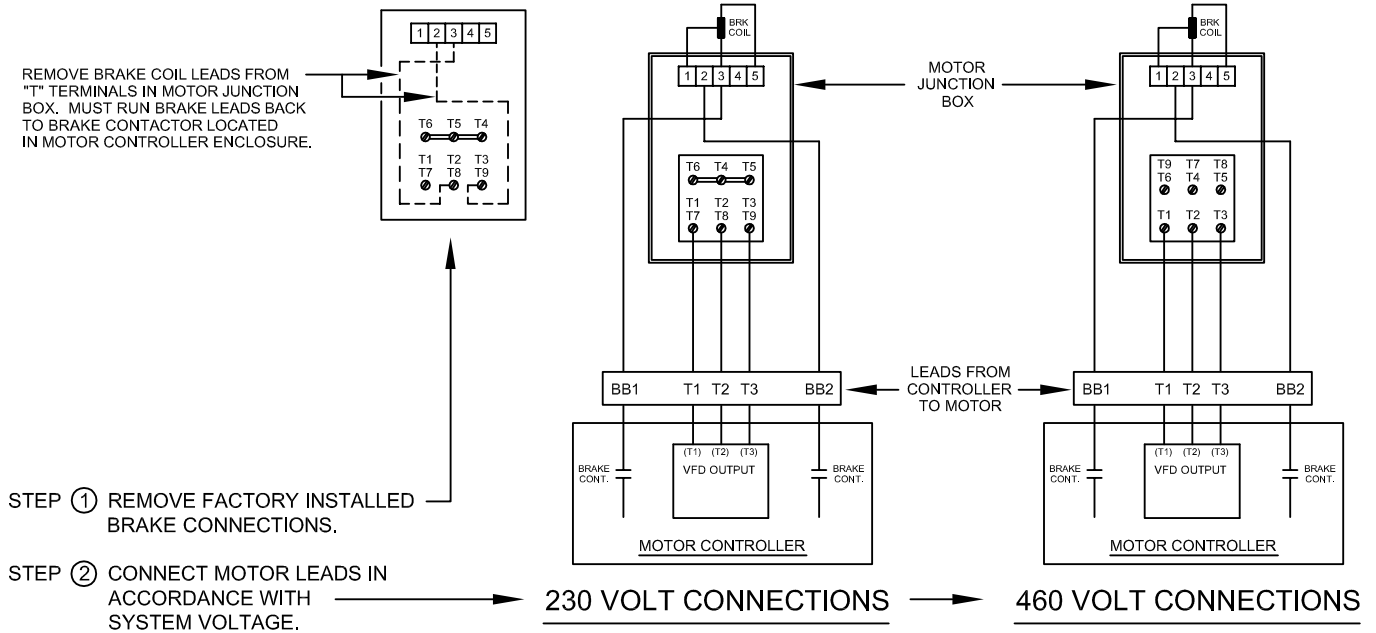 1 2 3 4 5
REMOVE BRAKE COIL LEADS FROM
"T" TERMINALS IN MOTOR JUNCTION
BOX. MUST RUN BRAKE LEADS BACK
TO BRAKE CONTACTOR LOCATED
IN MOTOR CONTROLLER ENCLOSURE.
T6 T5 T4
T1 T2 T3
T7 T8 T9
STEP 1 REMOVE FACTORY INSTALLED
BRAKE CONNECTIONS.
STEP 2 CONNECT MOTOR LEADS IN
ACCORDANCE WITH
SYSTEM VOLTAGE.
BRK
COIL
1 2 3 4 5
T6 T4 T5
T1 T2 T3
T7 T8 T9
BB1 T1 T2 T3 BB2
(T1) (T2) (T3)
VFD OUTPUT
BRAKE
CONT.
BRAKE
CONT.
MOTOR CONTROLLER
230 VOLT CONNECTIONS
MOTOR
JUNCTION
BOX
LEADS FROM
CONTROLLER
TO MOTOR
BRK
COIL
1 2 3 4 5
T9 T7 T8
T6 T4 T5
T1 T2 T3
BB1 T1 T2 T3 BB2
(T1) (T2) (T3)
VFD OUTPUT
BRAKE
CONT.
BRAKE
CONT.
MOTOR CONTROLLER
460 VOLT CONNECTIONS